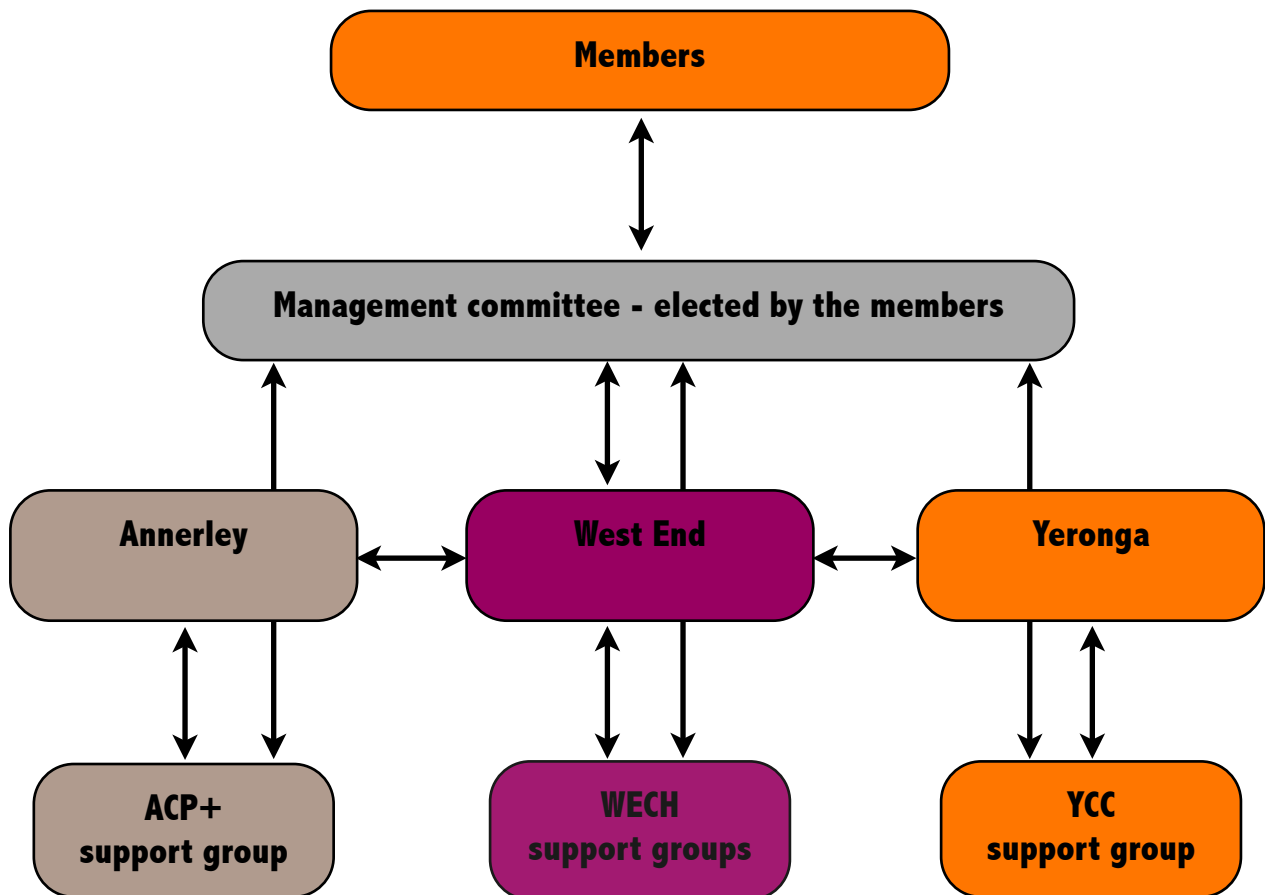 Members
Management committee - elected by the members
Annerley
West End
Yeronga
ACP+
support group
WECH
support groups
YCC
support group